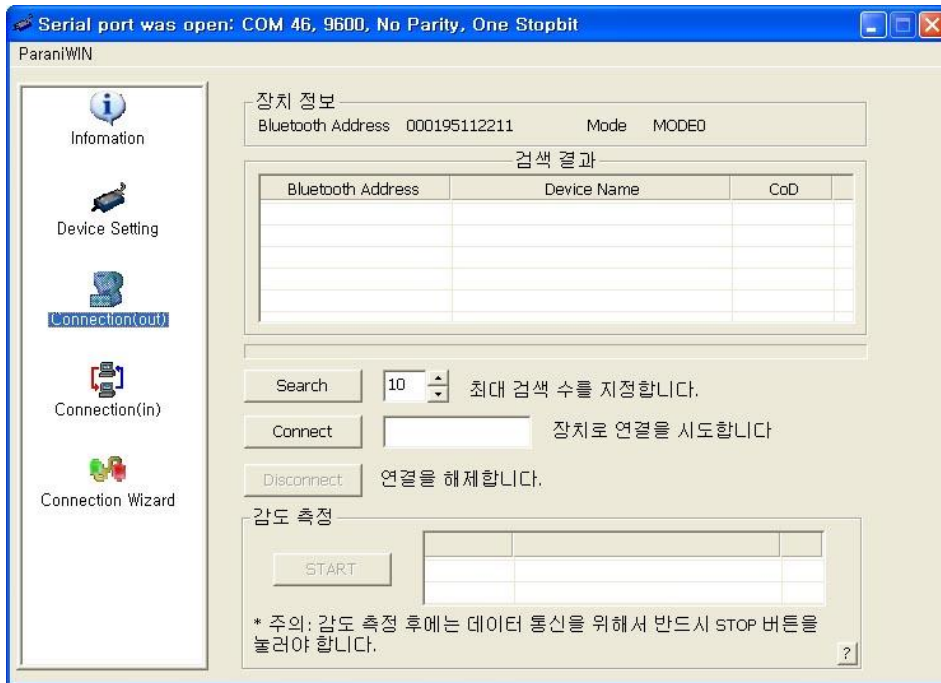 Serial port was open: COM 46, 9600, No Parity, One Stopbit
ParaniWIN
Infomation
Device Setting
Connection(out)
Connection(in)
Connection Wizard
장치 정보
Bluetooth Address 000195112211 Mode MODE0
검색 결과
Bluetooth Address Device Name CoD
Search 10 최대 검색 수를 지정합니다.
Connect 장치로 연결을 시도합니다
Disconnect 연결을 해제합니다.
감도 측정
START
* 주의: 감도 측정 후에는 데이터 통신을 위해서 반드시 STOP 버튼을
눌러야 합니다.
?